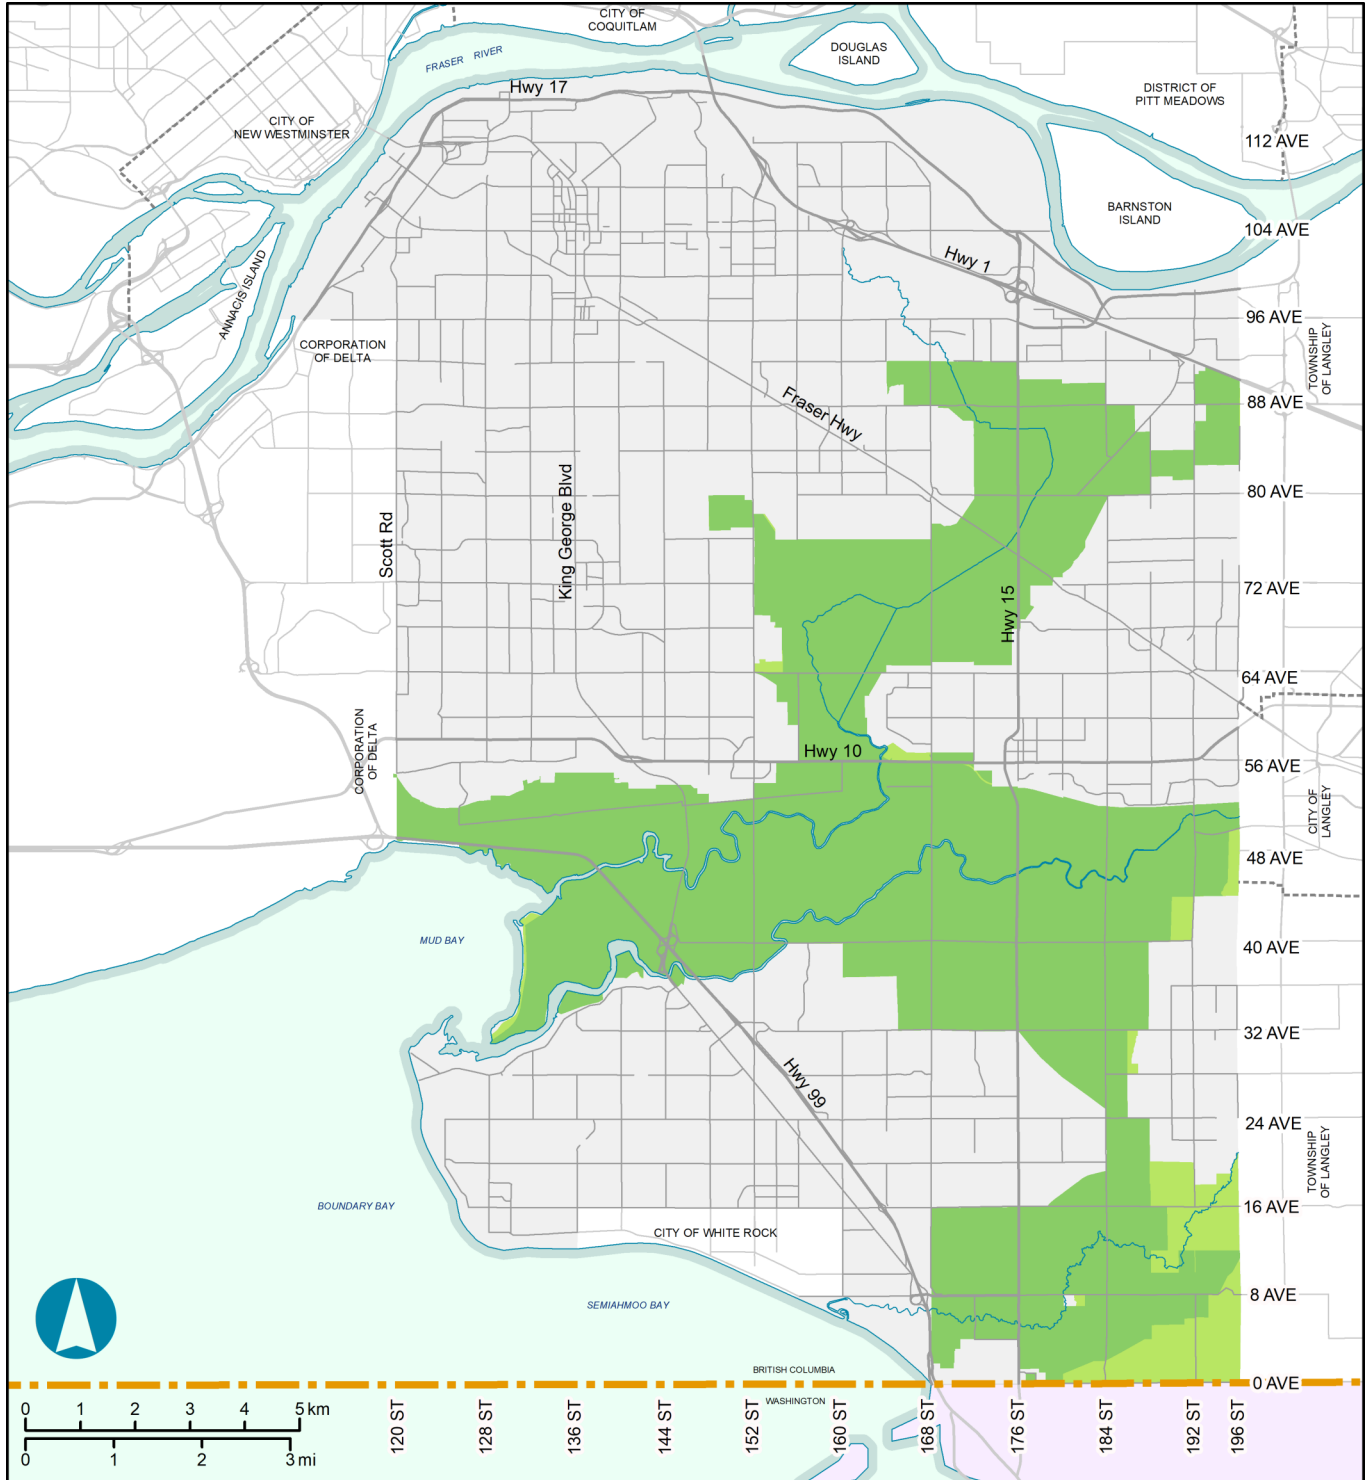 CITY OF
COQUITLAM
FRASER RIVER
DOUGLAS
ISLAND
Hwy 17
DISTRICT OF
PITT MEADOWS
CITY OF
NEW WESTMINSTER
112 AVE
BARNSTON
ISLAND
104 AVE
Hwy 1
ANNACIS ISLAND
96 AVE
CORPORATION
OF DELTA
TOWNSHIP
OF LANGLEY
88 AVE
Fraser Hwy
King George Blvd
80 AVE
Scott Rd
72 AVE
Hwy 15
64 AVE
CORPORATION
OF DELTA
Hwy 10
56 AVE
CITY OF
LANGLEY
48 AVE
MUD BAY
40 AVE
32 AVE
Hwy 99
24 AVE
TOWNSHIP
OF LANGLEY
BOUNDARY BAY
16 AVE
CITY OF WHITE ROCK
8 AVE
SEMIAHMOO BAY
BRITISH COLUMBIA
0 AVE
WASHINGTON
0 1 2 3 4 5 km
0 1 2 3 mi
120 ST
128 ST
136 ST
144 ST
152 ST
160 ST
168 ST
176 ST
184 ST
192 ST
196 ST